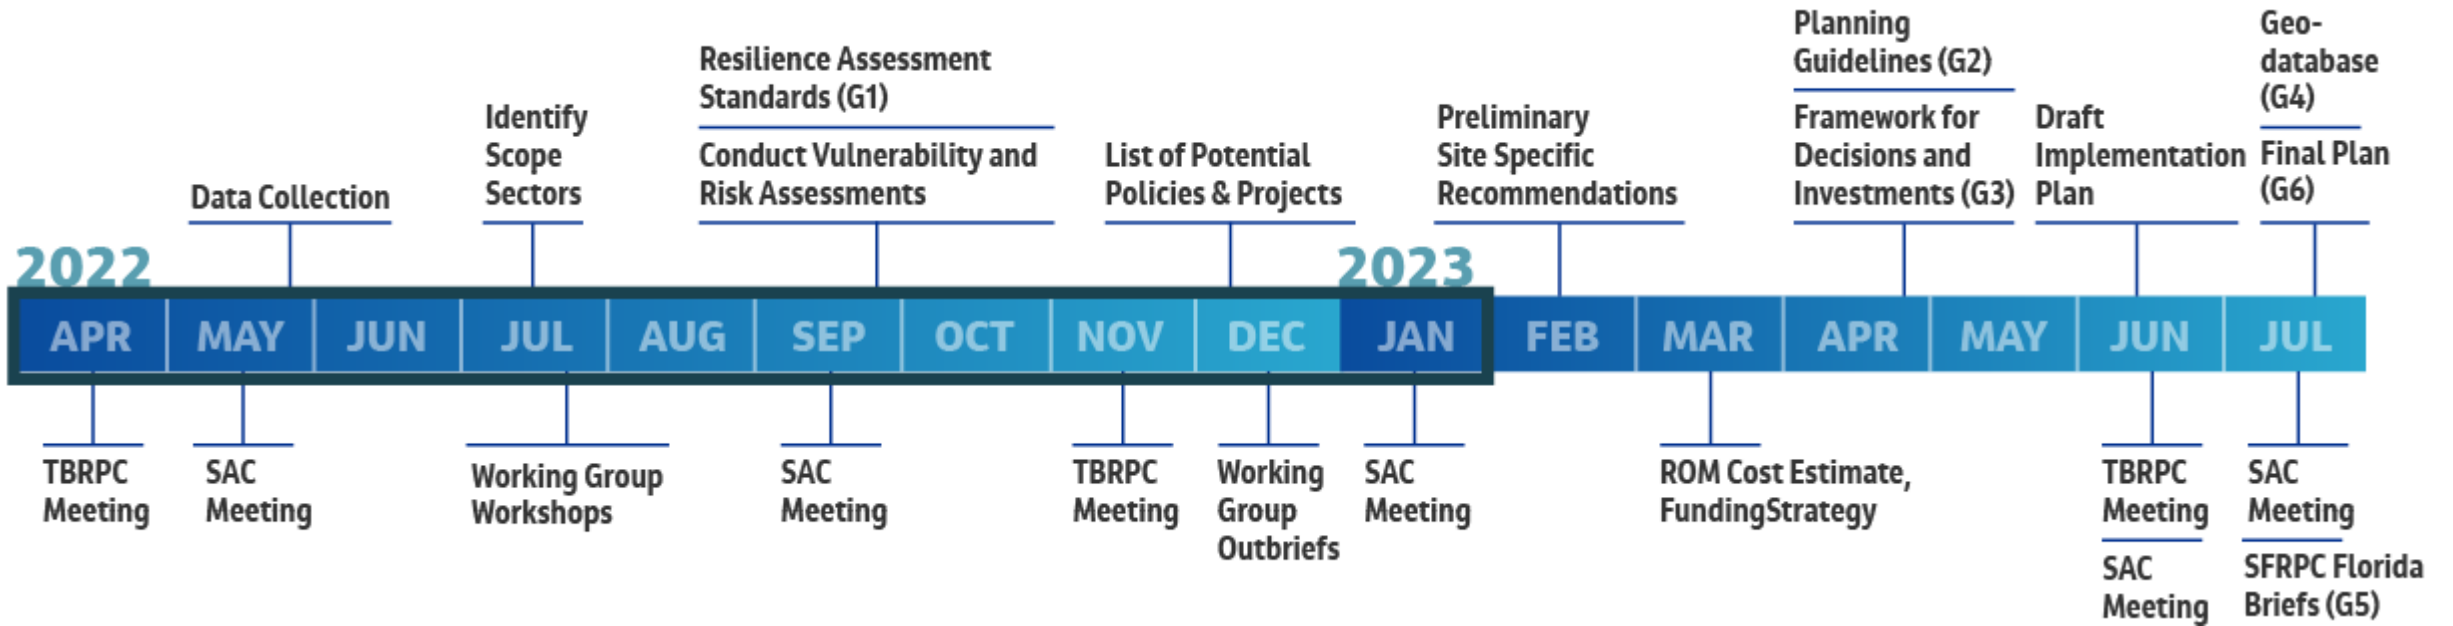 Data Collection
Identify
Scope
Sectors
Resilience Assessment
Standards (G1)
Conduct Vulnerability and
Risk Assessments
List of Potential
Policies & Projects
Preliminary
Site Specific
Recommendations
Planning
Guidelines (G2)
Framework for
Decisions and
Investments (G3)
Draft
Implementation
Plan
Geo-
database
(G4)
Final Plan
(G6)
2022
2023
APR MAY JUN JUL AUG SEP OCT NOV DEC JAN FEB MAR APR MAY JUN JUL
TBRPC
Meeting
SAC
Meeting
Working Group
Workshops
SAC
Meeting
TBRPC
Meeting
Working
Group
Outbriefs
SAC
Meeting
ROM Cost Estimate,
FundingStrategy
TBRPC
Meeting
SAC
Meeting
SAC
Meeting
SFRPC Florida
Briefs (G5)